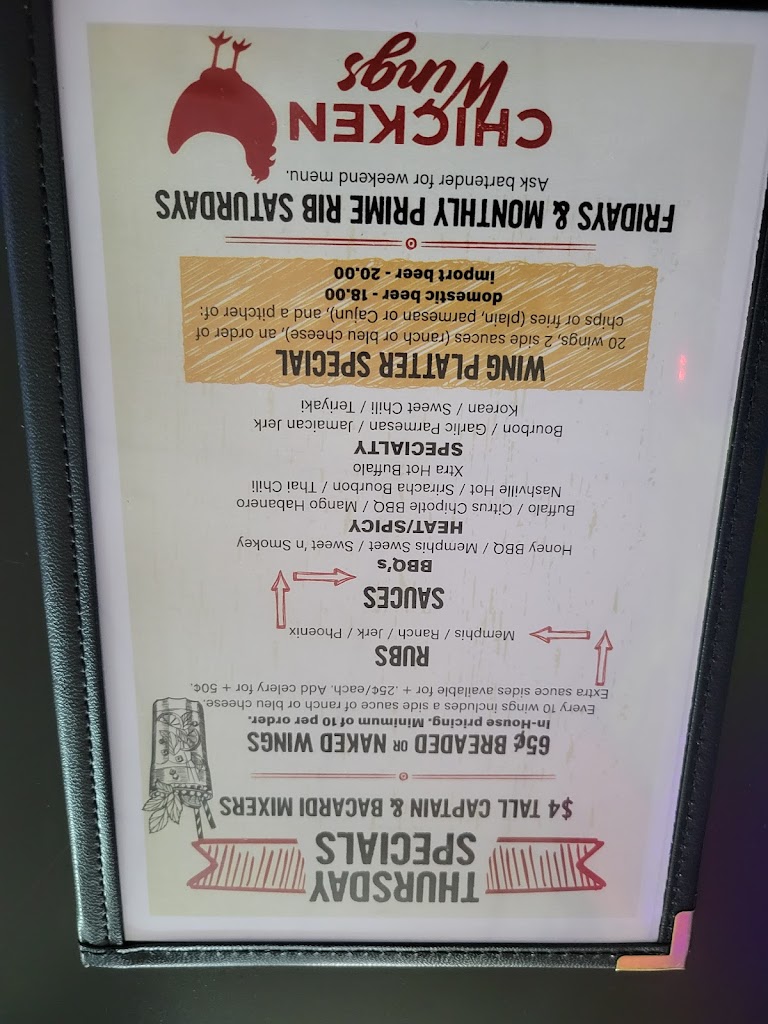 THURSDAY
SPECIALS
$4 TALL CAPTAIN & BACARDI MIXERS
65¢ BREADED OR NAKED WINGS
In-House pricing. Minimum of 10 per order.
Every 10 wings includes a side sauce of ranch or bleu cheese.
Extra sauce sides available for + .25¢/each. Add celery for + 50¢.
RUBS
Memphis / Ranch / Jerk / Phoenix
SAUCES
BBQ's
Honey BBQ / Memphis Sweet / Sweet 'n Smokey
HEAT/SPICY
Buffalo / Citrus Chipotle BBQ / Mango Habanero
Nashville Hot / Sriracha Bourbon / Thai Chili
Xtra Hot Buffalo
SPECIALTY
Bourbon / Garlic Parmesan / Jamaican Jerk
Korean / Sweet Chili / Teriyaki
WING PLATTER SPECIAL
20 wings, 2 side sauces (ranch or bleu cheese), an order of
chips or fries (plain, parmesan or Cajun), and a pitcher of:
domestic beer - 18.00
import beer - 20.00
FRIDAYS & MONTHLY PRIME RIB SATURDAYS
Ask bartender for weekend menu.
CHICKEN
Wings